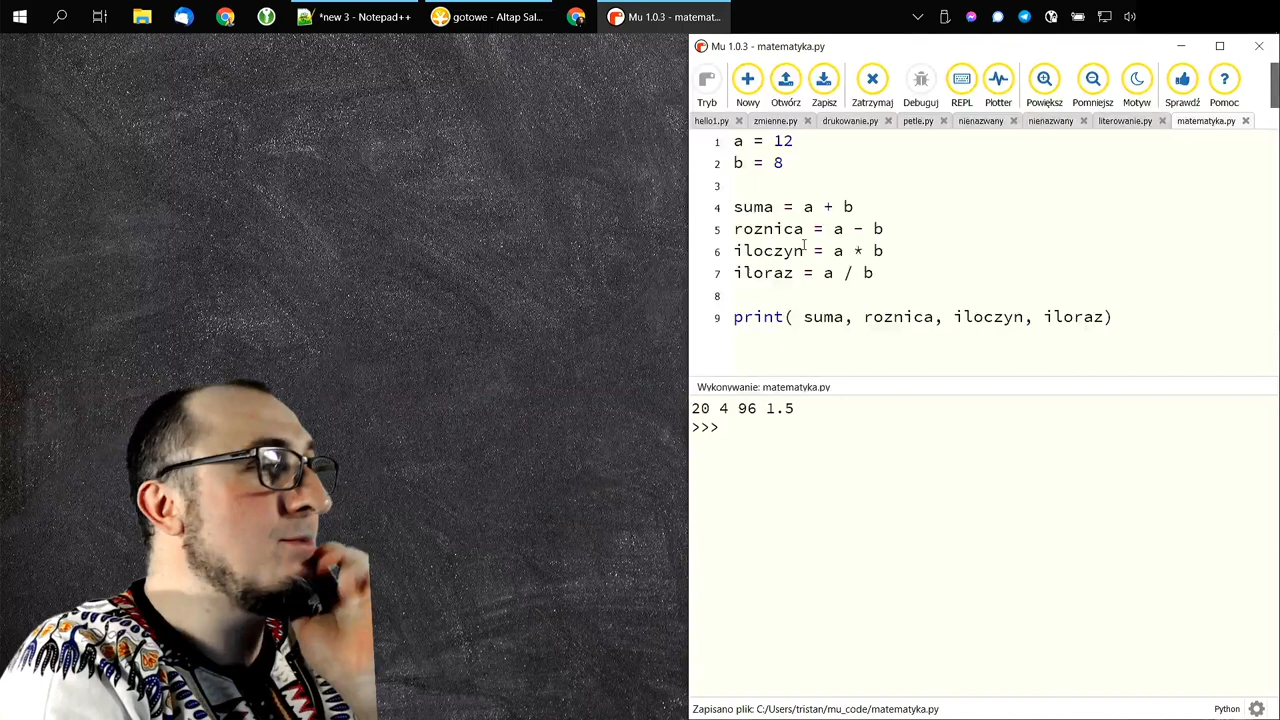 *new 3 - Notepad++
gotowe - Altap Sal...
Mu 1.0.3 - matemat...
Mu 1.0.3 - matematyka.py
Tryb Nowy Otwórz Zapisz Zatrzymaj Debuguj REPL Plotter Powiększ Pomniejsz Motyw Sprawdź Pomoc
hello1.py zmienne.py drukowanie.py petle.py nienazwany nienazwany literowanie.py matematyka.py
1 a = 12
2 b = 8
3
4 suma = a + b
5 roznica = a - b
6 iloczyn = a * b
7 iloraz = a / b
8
9 print( suma, roznica, iloczyn, iloraz)
Wykonywanie: matematyka.py
20 4 96 1.5
>>>
Zapisano plik: C:/Users/tristan/mu_code/matematyka.py
Python